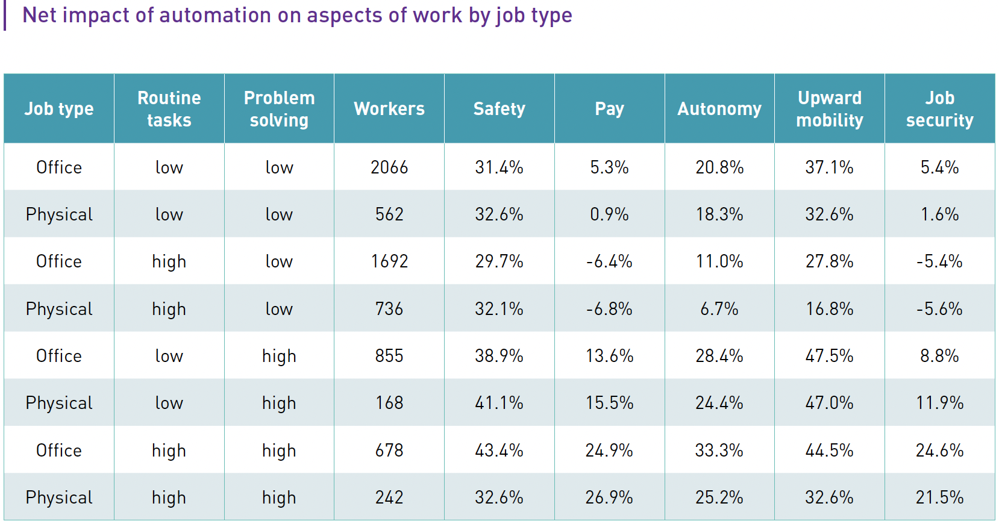 Net impact of automation on aspects of work by job type
Job type Routine tasks Problem solving Workers Safety Pay Autonomy Upward mobility Job security
Office low low 2066 31.4% 5.3% 20.8% 37.1% 5.4%
Physical low low 562 32.6% 0.9% 18.3% 32.6% 1.6%
Office high low 1692 29.7% -6.4% 11.0% 27.8% -5.4%
Physical high low 736 32.1% -6.8% 6.7% 16.8% -5.6%
Office low high 855 38.9% 13.6% 28.4% 47.5% 8.8%
Physical low high 168 41.1% 15.5% 24.4% 47.0% 11.9%
Office high high 678 43.4% 24.9% 33.3% 44.5% 24.6%
Physical high high 242 32.6% 26.9% 25.2% 32.6% 21.5%